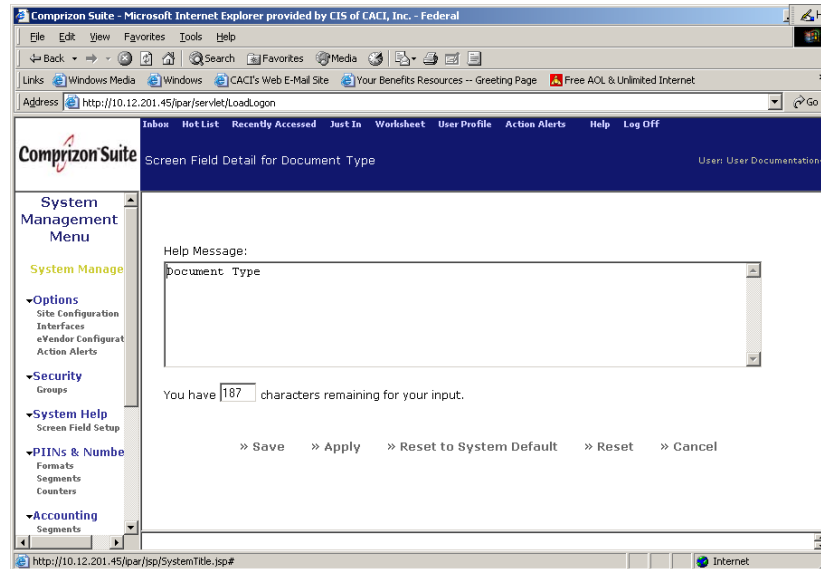 Comprizon Suite - Microsoft Internet Explorer provided by CIS of CACI, Inc. - Federal
File Edit View Favorites Tools Help
Back Search Favorites Media
Links Windows Media Windows CACI's Web E-Mail Site Your Benefits Resources -- Greeting Page Free AOL & Unlimited Internet
Address http://10.12.201.45/ipar/servlet/LoadLogon Go
Inbox Hot List Recently Accessed Just In Worksheet User Profile Action Alerts Help Log Off
Comprizon Suite
Screen Field Detail for Document Type
User: User Documentation
System Management Menu
System Manage
Options
Site Configuration
Interfaces
eVendor Configurat
Action Alerts
Security
Groups
System Help
Screen Field Setup
PIINs & Numbe
Formats
Segments
Counters
Accounting
Segments
Help Message:
Document Type
You have 187 characters remaining for your input.
» Save » Apply » Reset to System Default » Reset » Cancel
http://10.12.201.45/ipar/jsp/SystemTitle.jsp# Internet